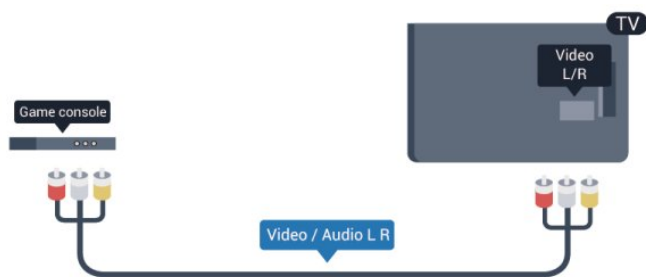 TV
Video
L/R
Game console
Video / Audio L R